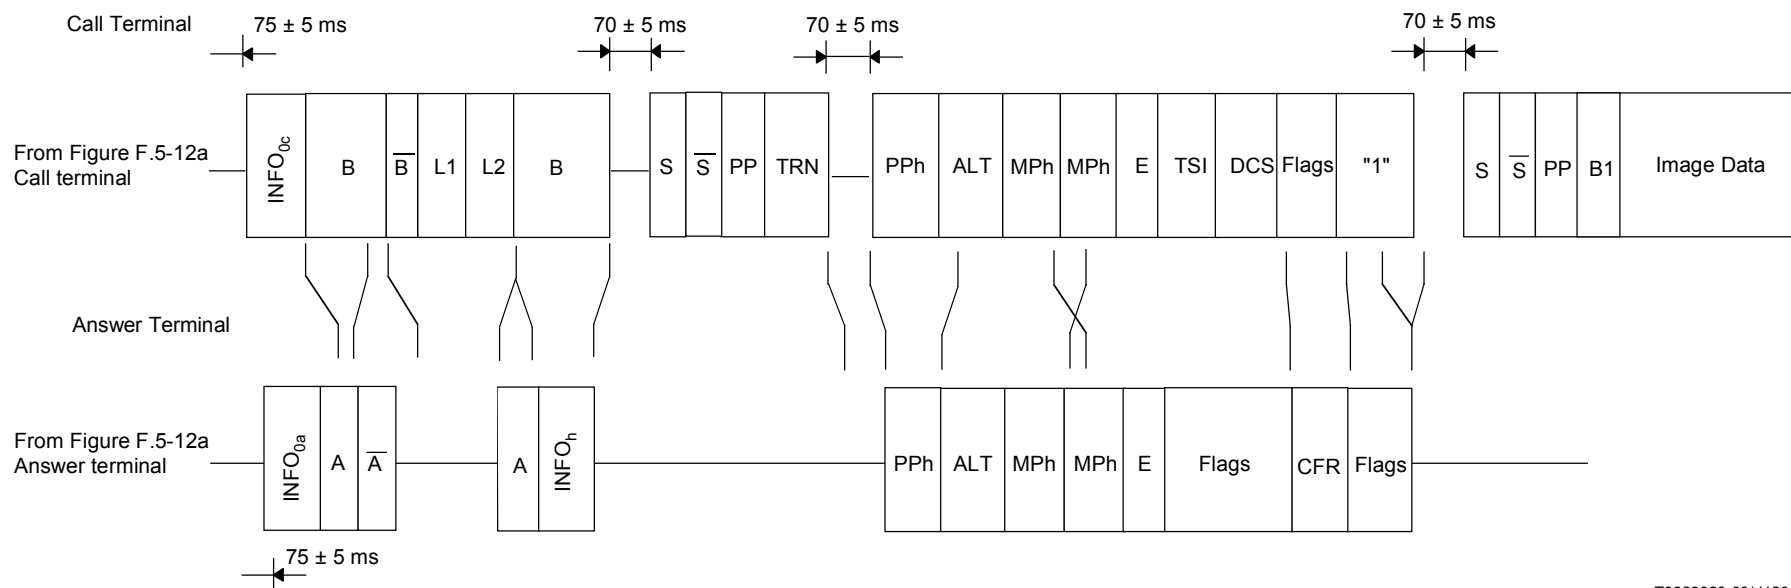 Call Terminal
75 ± 5 ms
70 ± 5 ms
70 ± 5 ms
70 ± 5 ms
From Figure F.5-12a
Call terminal
INFO0c
B
B̅
L1
L2
B
S
S̅
PP
TRN
PPh
ALT
MPh
MPh
E
TSI
DCS
Flags
"1"
S
S̅
PP
B1
Image Data
Answer Terminal
From Figure F.5-12a
Answer terminal
INFO0a
A
A̅
A
INFOh
PPh
ALT
MPh
MPh
E
Flags
CFR
Flags
75 ± 5 ms